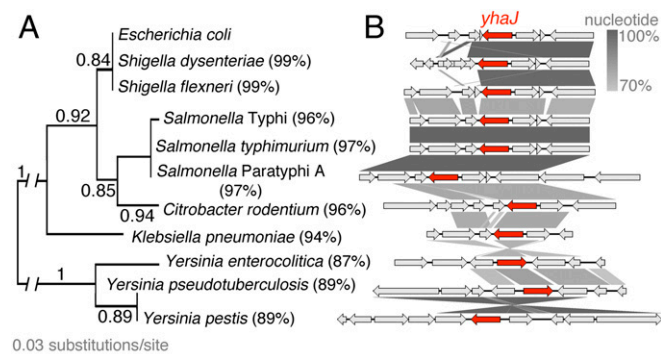 A
B
yhaJ
nucleotide
100%
70%
Escherichia coli
0.84
Shigella dysenteriae (99%)
Shigella flexneri (99%)
0.92
Salmonella Typhi (96%)
Salmonella typhimurium (97%)
1
Salmonella Paratyphi A
(97%)
0.85
0.94
Citrobacter rodentium (96%)
Klebsiella pneumoniae (94%)
Yersinia enterocolitica (87%)
1
Yersinia pseudotuberculosis (89%)
0.89
Yersinia pestis (89%)
0.03 substitutions/site